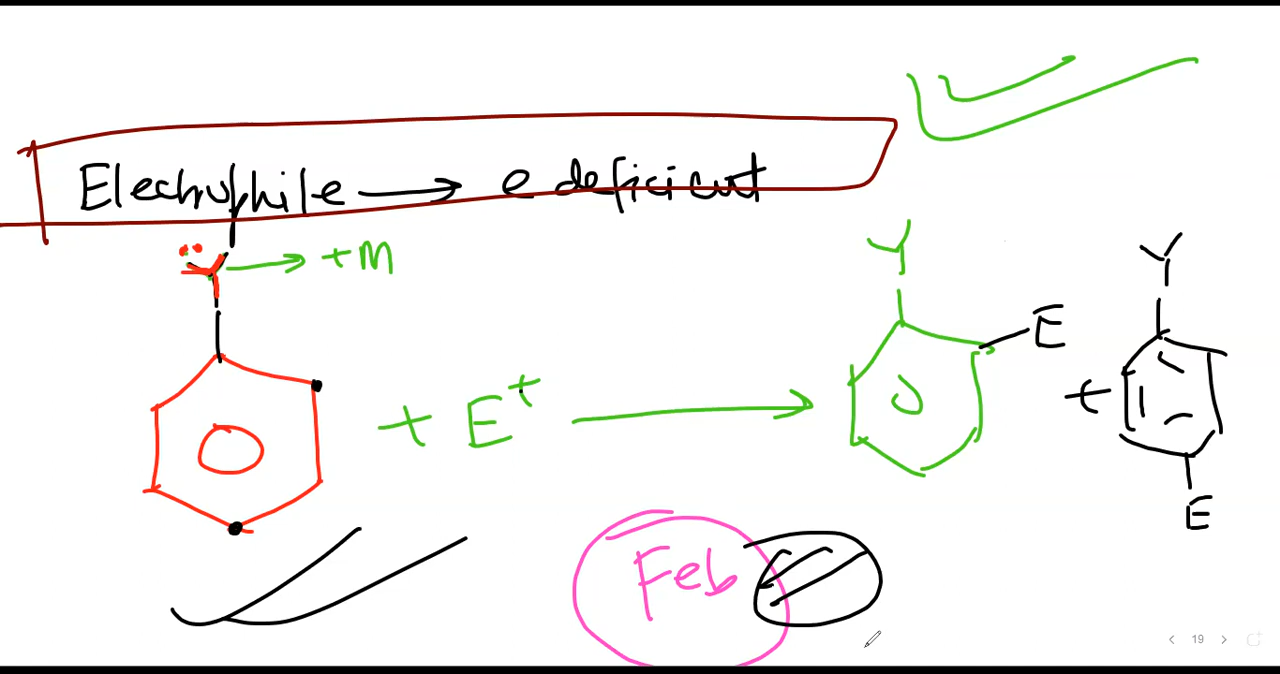 Electrophile → e deficient
Ÿ → +M
Y
Y
E
+ E⁺ →
+
E
Feb
19